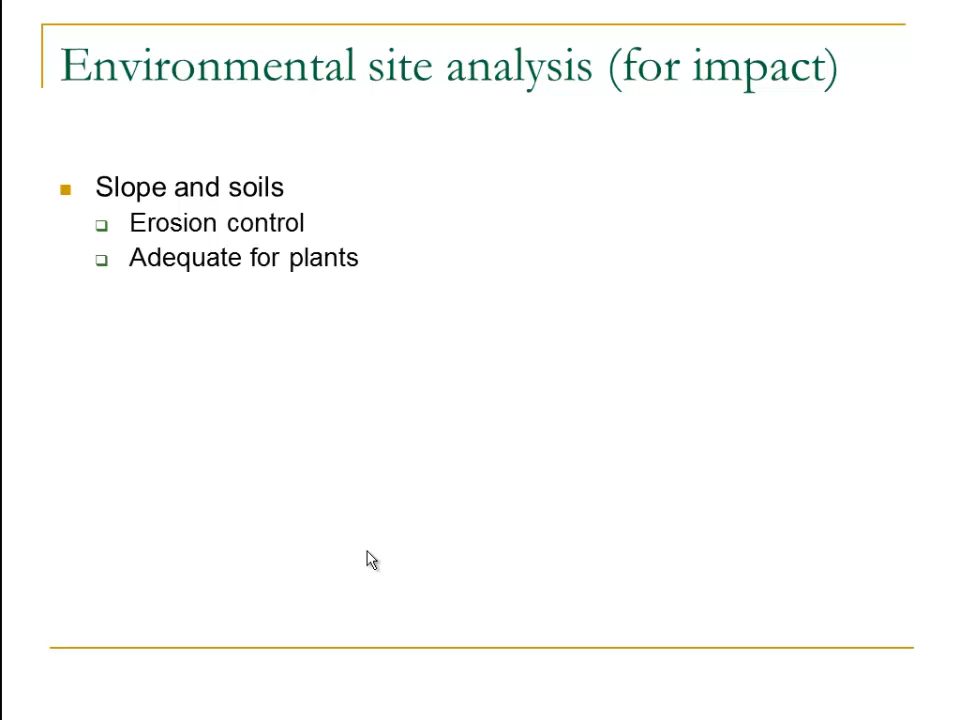 Environmental site analysis (for impact)
Slope and soils
Erosion control
Adequate for plants